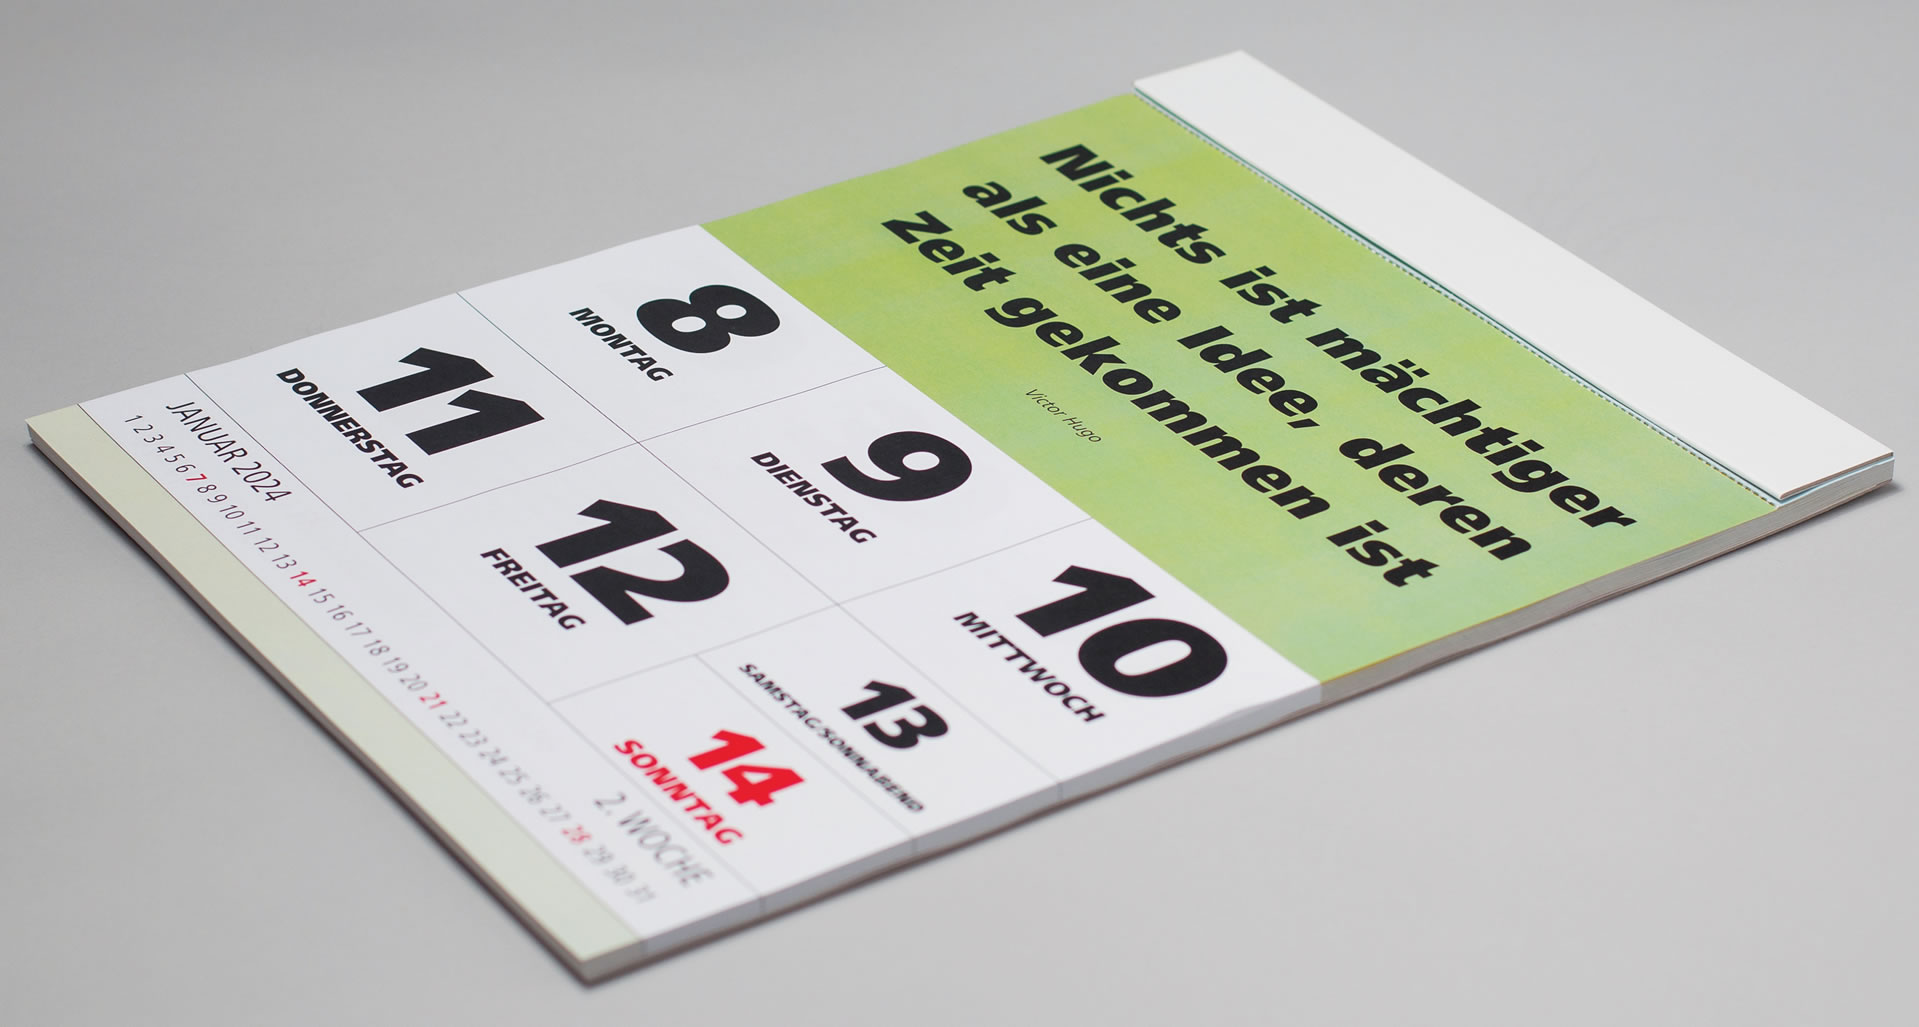 Nichts ist mächtiger
als eine Idee, deren
Zeit gekommen ist
Victor Hugo
8
MONTAG
9
DIENSTAG
10
MITTWOCH
11
DONNERSTAG
12
FREITAG
13
SAMSTAG/SONNABEND
14
SONNTAG
JANUAR 2024
2. WOCHE
1 2 3 4 5 6 7 8 9 10 11 12 13 14 15 16 17 18 19 20 21 22 23 24 25 26 27 28 29 30 31